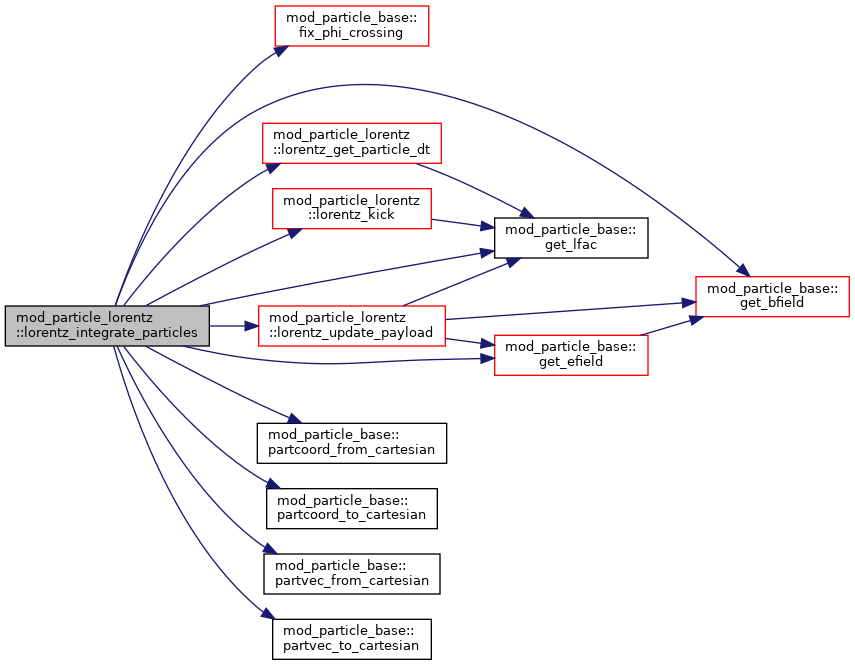 mod_particle_base::
fix_phi_crossing
mod_particle_lorentz
::lorentz_get_particle_dt
mod_particle_lorentz
::lorentz_kick
mod_particle_base::
get_lfac
mod_particle_base::
get_bfield
mod_particle_lorentz
::lorentz_integrate_particles
mod_particle_lorentz
::lorentz_update_payload
mod_particle_base::
get_efield
mod_particle_base::
partcoord_from_cartesian
mod_particle_base::
partcoord_to_cartesian
mod_particle_base::
partvec_from_cartesian
mod_particle_base::
partvec_to_cartesian